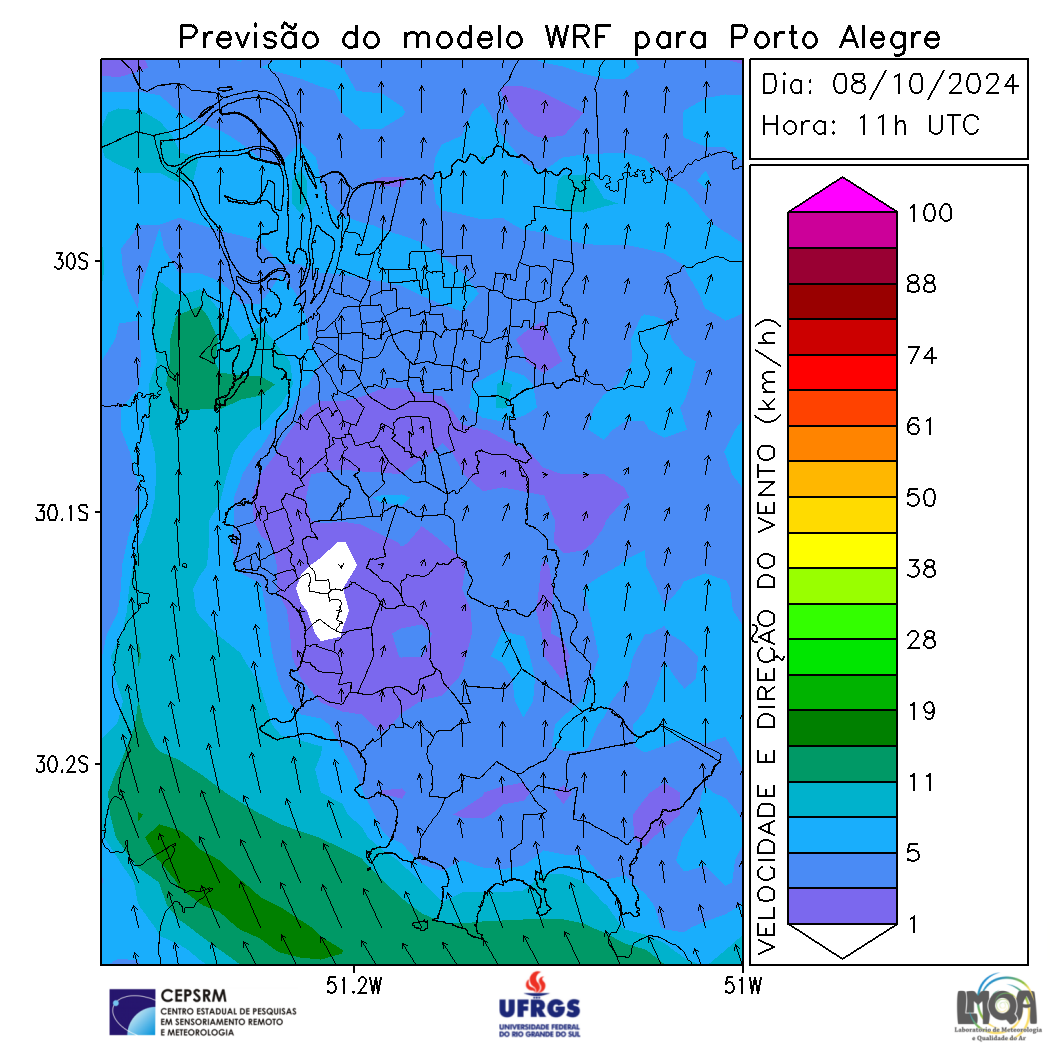 Previsão do modelo WRF para Porto Alegre
Dia: 08/10/2024
Hora: 11h UTC
30S
30.1S
30.2S
51.2W
51W
VELOCIDADE E DIREÇÃO DO VENTO (km/h)
100
88
74
61
50
38
28
19
11
5
1
CEPSRM
CENTRO ESTADUAL DE PESQUISAS
EM SENSORIAMENTO REMOTO
E METEOROLOGIA
UFRGS
UNIVERSIDADE FEDERAL
DO RIO GRANDE DO SUL
LMQA
Laboratório de Meteorologia
e Qualidade do Ar